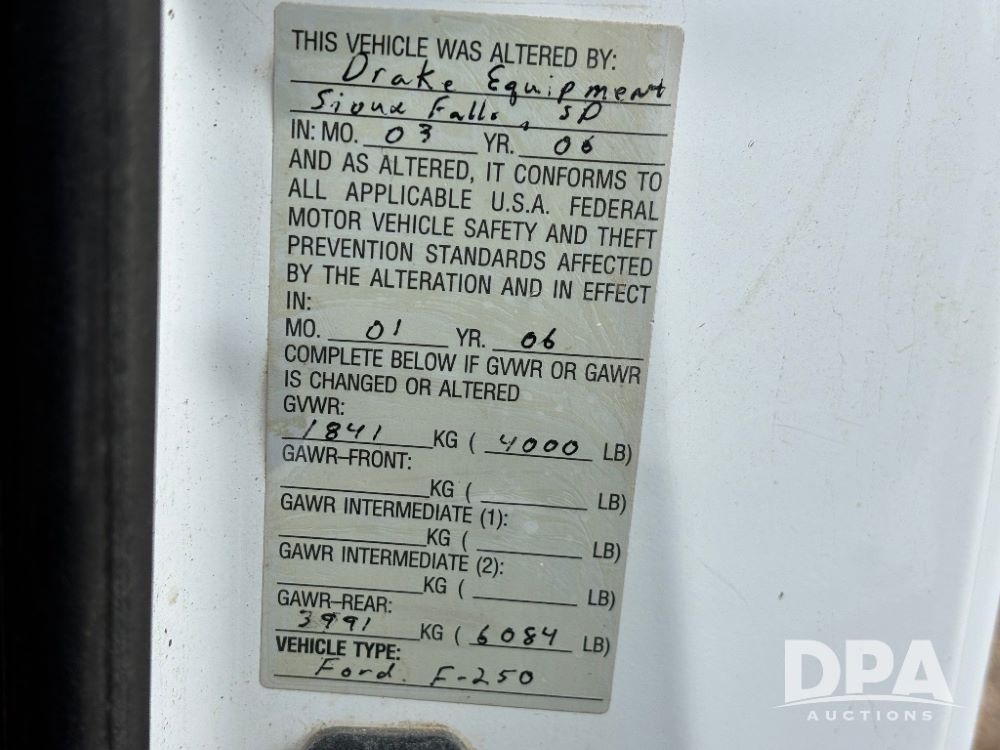 THIS VEHICLE WAS ALTERED BY:
Drake Equipment
Sioux Falls, SD
IN: MO. 03 YR. 06
AND AS ALTERED, IT CONFORMS TO
ALL APPLICABLE U.S.A. FEDERAL
MOTOR VEHICLE SAFETY AND THEFT
PREVENTION STANDARDS AFFECTED
BY THE ALTERATION AND IN EFFECT
IN:
MO. 01 YR. 06
COMPLETE BELOW IF GVWR OR GAWR
IS CHANGED OR ALTERED
GVWR:
1841 KG ( 4000 LB)
GAWR–FRONT:
KG ( LB)
GAWR INTERMEDIATE (1):
KG ( LB)
GAWR INTERMEDIATE (2):
KG ( LB)
GAWR–REAR:
3991 KG ( 6084 LB)
VEHICLE TYPE:
Ford. F-250
DPA
AUCTIONS